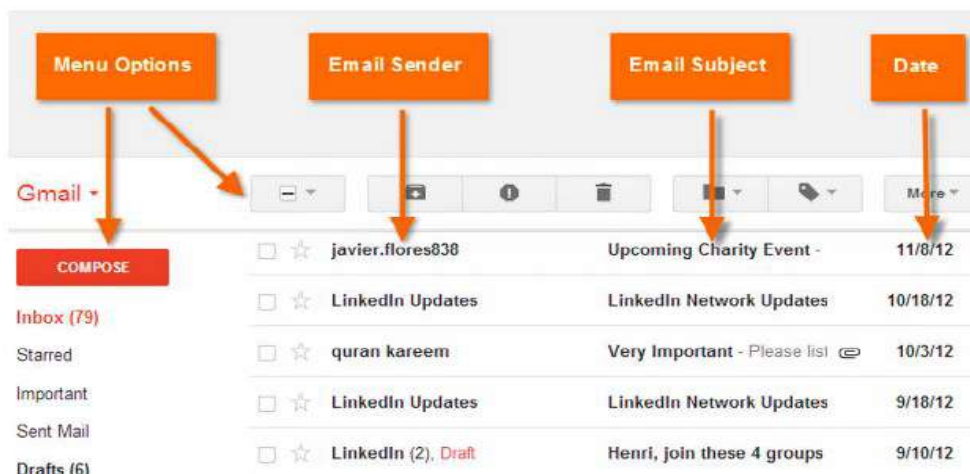 Menu Options Email Sender Email Subject Date
Gmail More
COMPOSE
Inbox (79)
Starred
Important
Sent Mail
Drafts (6)
javier.flores838 Upcoming Charity Event - 11/8/12
LinkedIn Updates LinkedIn Network Updates 10/18/12
quran kareem Very Important - Please list 10/3/12
LinkedIn Updates LinkedIn Network Updates 9/18/12
LinkedIn (2), Draft Henri, join these 4 groups 9/10/12